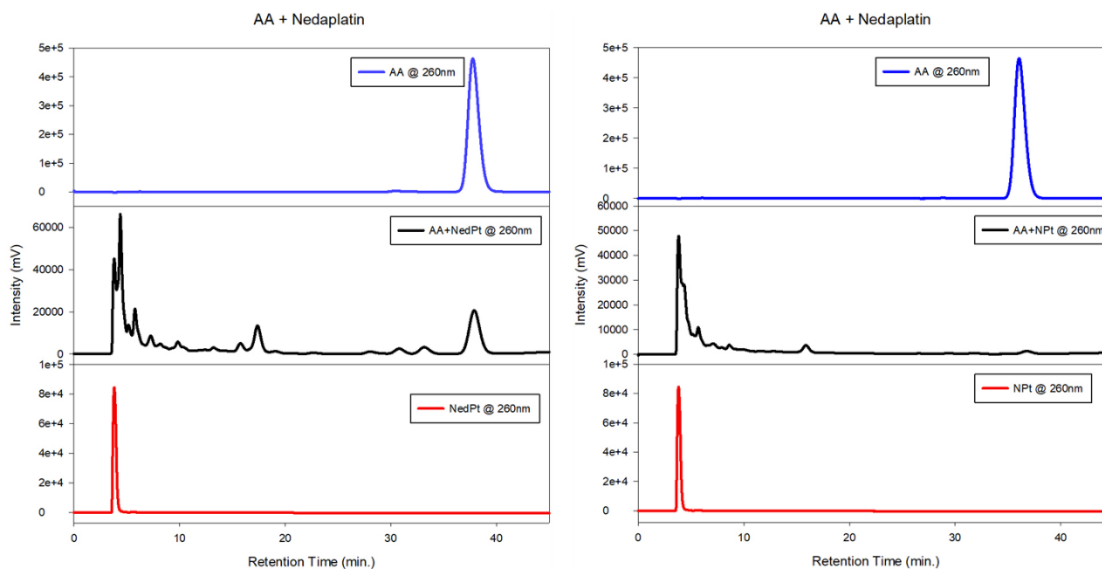 AA + Nedaplatin
5e+5
4e+5
3e+5
2e+5
1e+5
0
AA @ 260nm
60000
40000
20000
0
AA+NedPt @ 260nm
Intensity (mV)
1e+5
8e+4
6e+4
4e+4
2e+4
0
NedPt @ 260nm
0 10 20 30 40
Retention Time (min.)
AA + Nedaplatin
5e+5
4e+5
3e+5
2e+5
1e+5
0
AA @ 260nm
60000
50000
40000
30000
20000
10000
0
AA+NPt @ 260nm
Intensity (mV)
1e+5
8e+4
6e+4
4e+4
2e+4
0
NPt @ 260nm
0 10 20 30 40
Retention Time (min.)